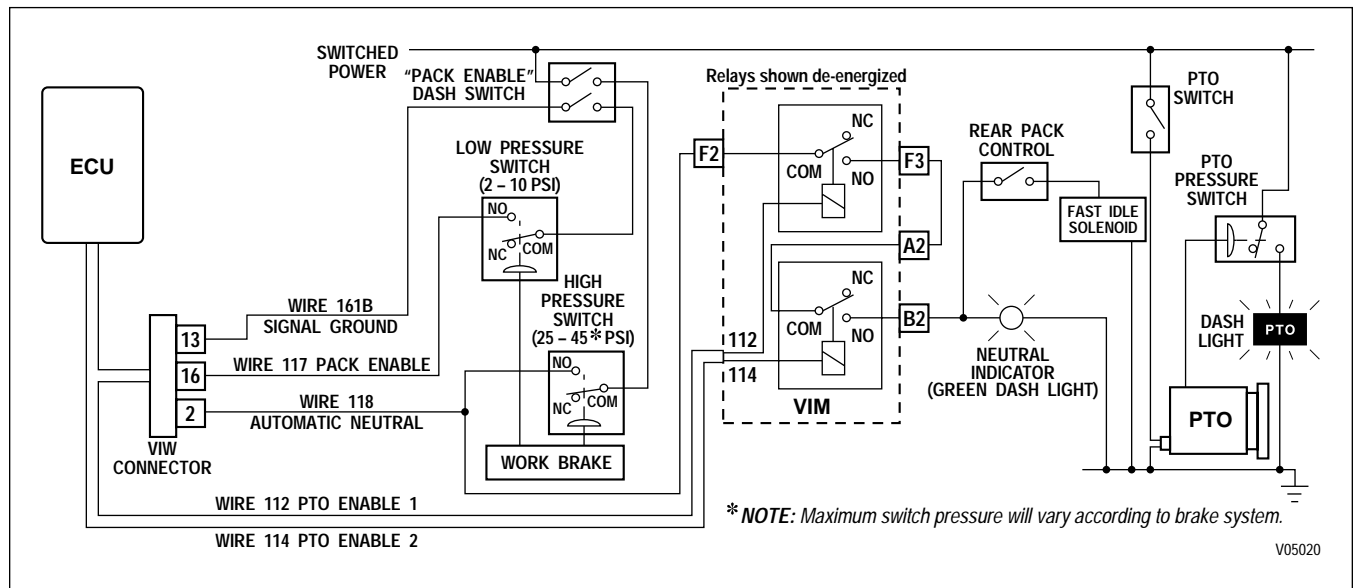 SWITCHED
POWER
"PACK ENABLE"
DASH SWITCH
Relays shown de-energized
PTO
SWITCH
ECU
LOW PRESSURE
SWITCH
(2 – 10 PSI)
NO
NC
COM
F2
NC
COM
NO
F3
REAR PACK
CONTROL
PTO
PRESSURE
SWITCH
FAST IDLE
SOLENOID
A2
HIGH
PRESSURE
SWITCH
(25 – 45* PSI)
NO
NC
COM
WIRE 161B
SIGNAL GROUND
13
WIRE 117 PACK ENABLE
16
WIRE 118
AUTOMATIC NEUTRAL
2
VIW
CONNECTOR
WORK BRAKE
112
114
NC
COM
NO
B2
VIM
NEUTRAL
INDICATOR
(GREEN DASH LIGHT)
DASH
LIGHT
PTO
PTO
WIRE 112 PTO ENABLE 1
WIRE 114 PTO ENABLE 2
* NOTE: Maximum switch pressure will vary according to brake system.
V05020